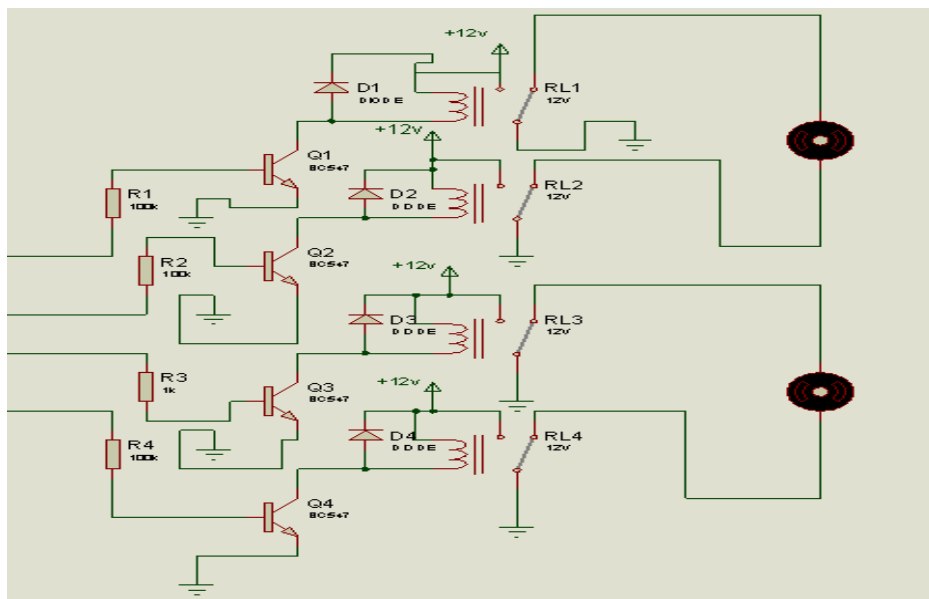 +12v
D1
DIODE
RL1
12V
+12v
Q1
BC547
R1
100k
D2
DIODE
RL2
12V
Q2
BC547
R2
100k
+12v
D3
DIODE
RL3
12V
R3
1k
+12v
Q3
BC547
R4
100k
D4
DIODE
RL4
12V
Q4
BC547